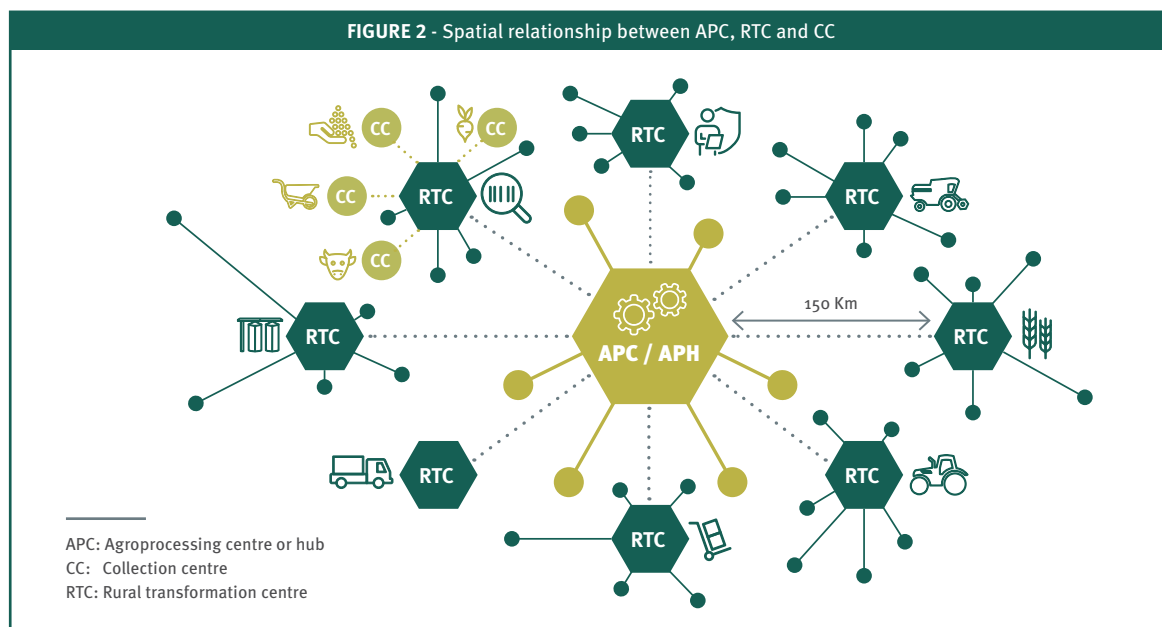 FIGURE 2 - Spatial relationship between APC, RTC and CC
CC
CC
RTC
RTC
RTC
CC
RTC
CC
150 Km
RTC
APC / APH
RTC
RTC
RTC
RTC
APC: Agroprocessing centre or hub
CC: Collection centre
RTC: Rural transformation centre